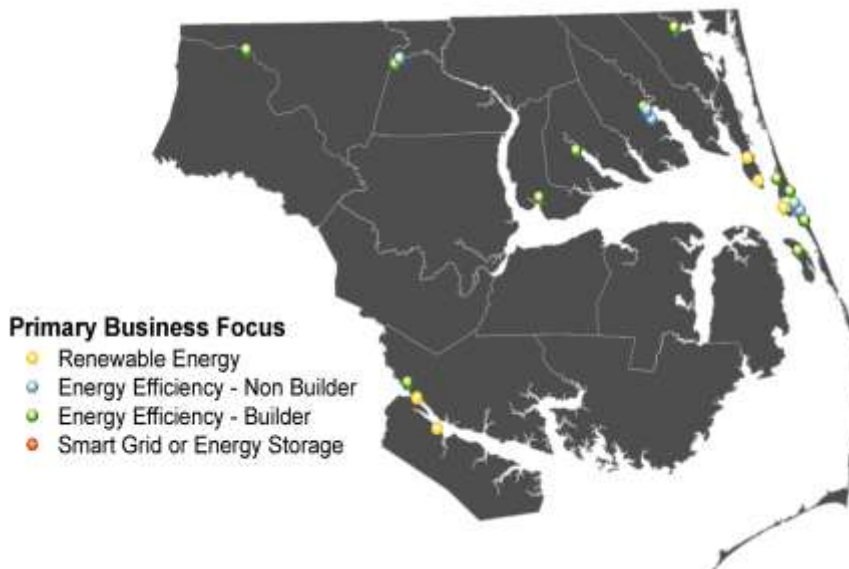 Primary Business Focus
Renewable Energy
Energy Efficiency - Non Builder
Energy Efficiency - Builder
Smart Grid or Energy Storage